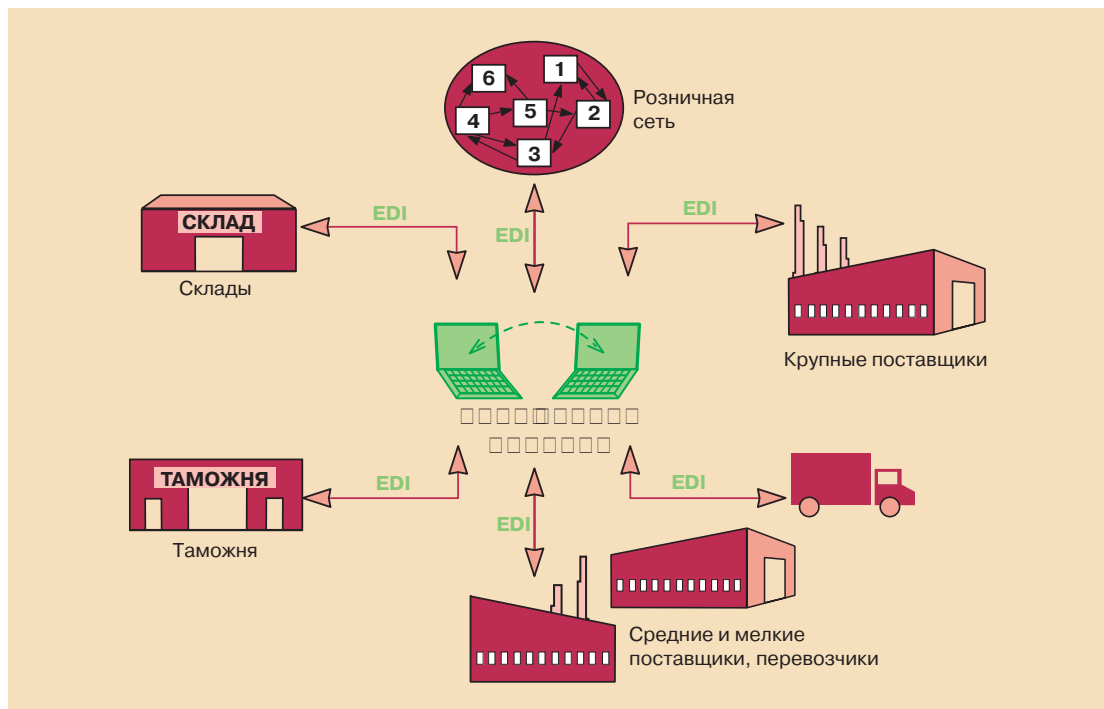 1
6
5
2
4
3
Розничная
сеть
EDI
EDI
EDI
СКЛАД
Склады
Крупные поставщики
ТАМОЖНЯ
Таможня
EDI
EDI
EDI
Средние и мелкие
поставщики, перевозчики